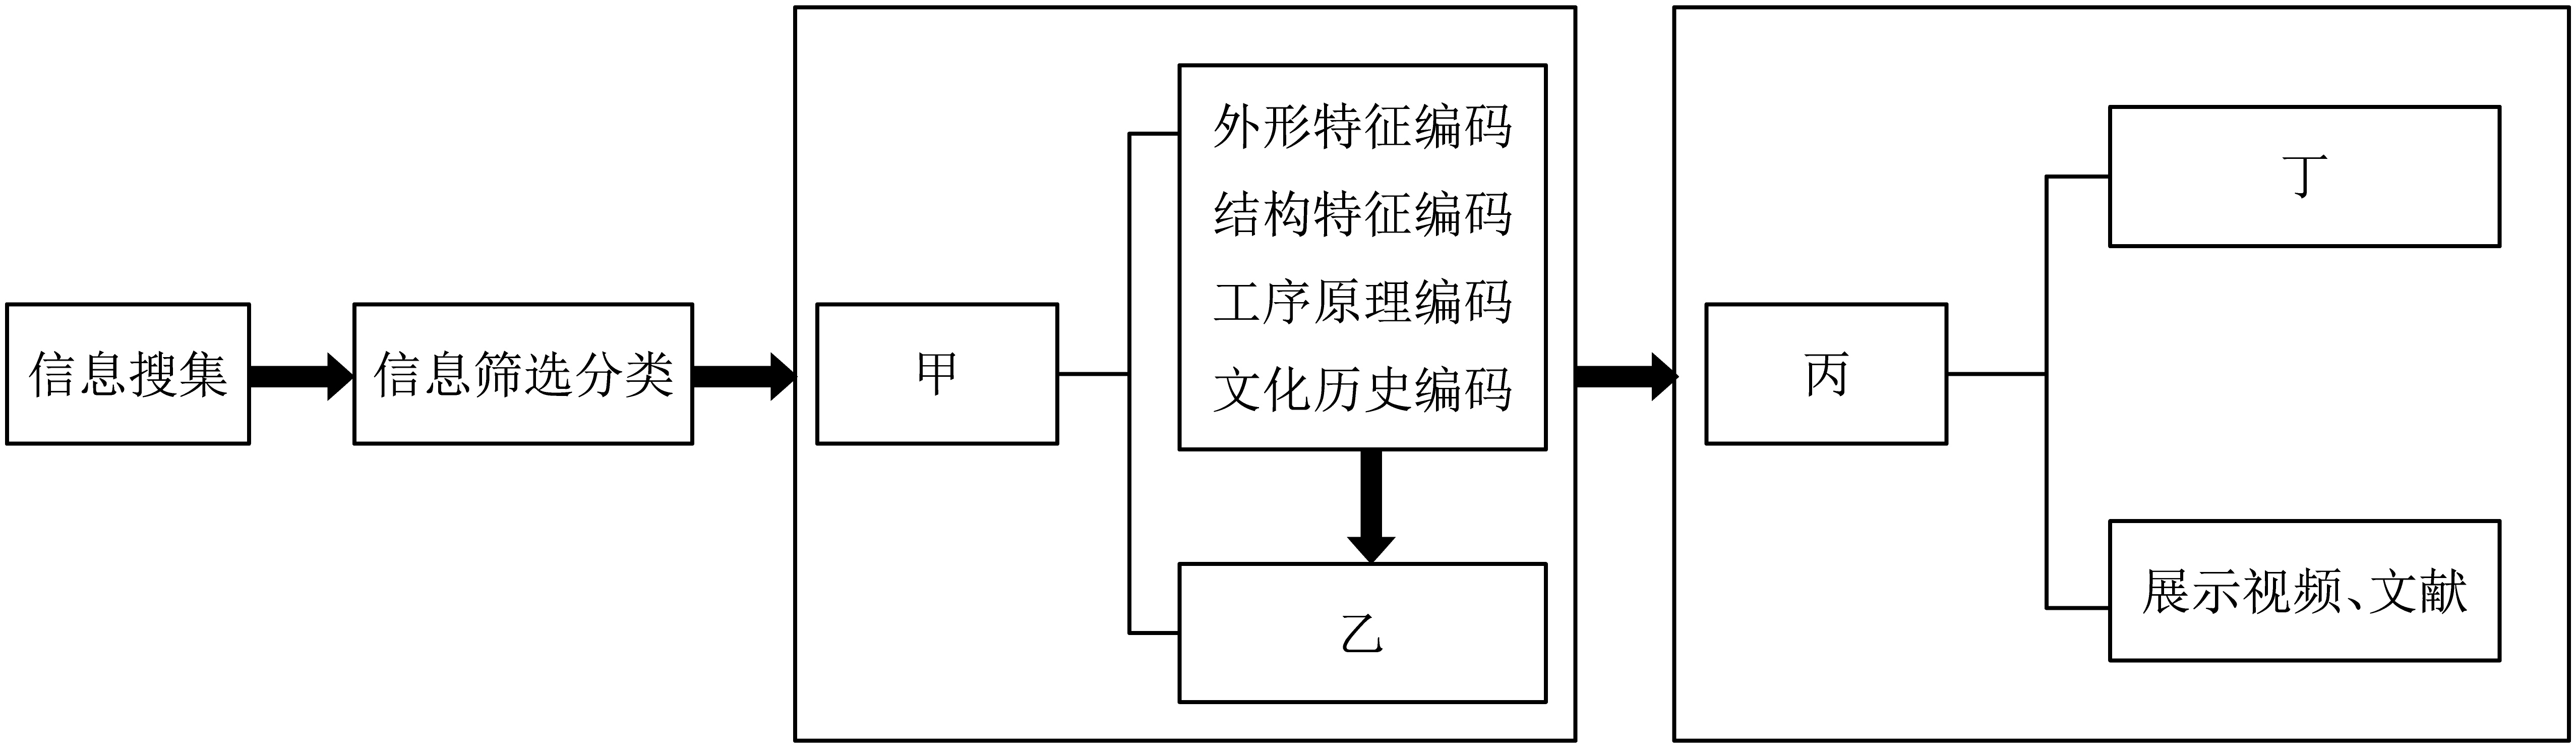 信息搜集
信息筛选分类
甲
外形特征编码
结构特征编码
工序原理编码
文化历史编码
乙
丙
丁
展示视频、文献